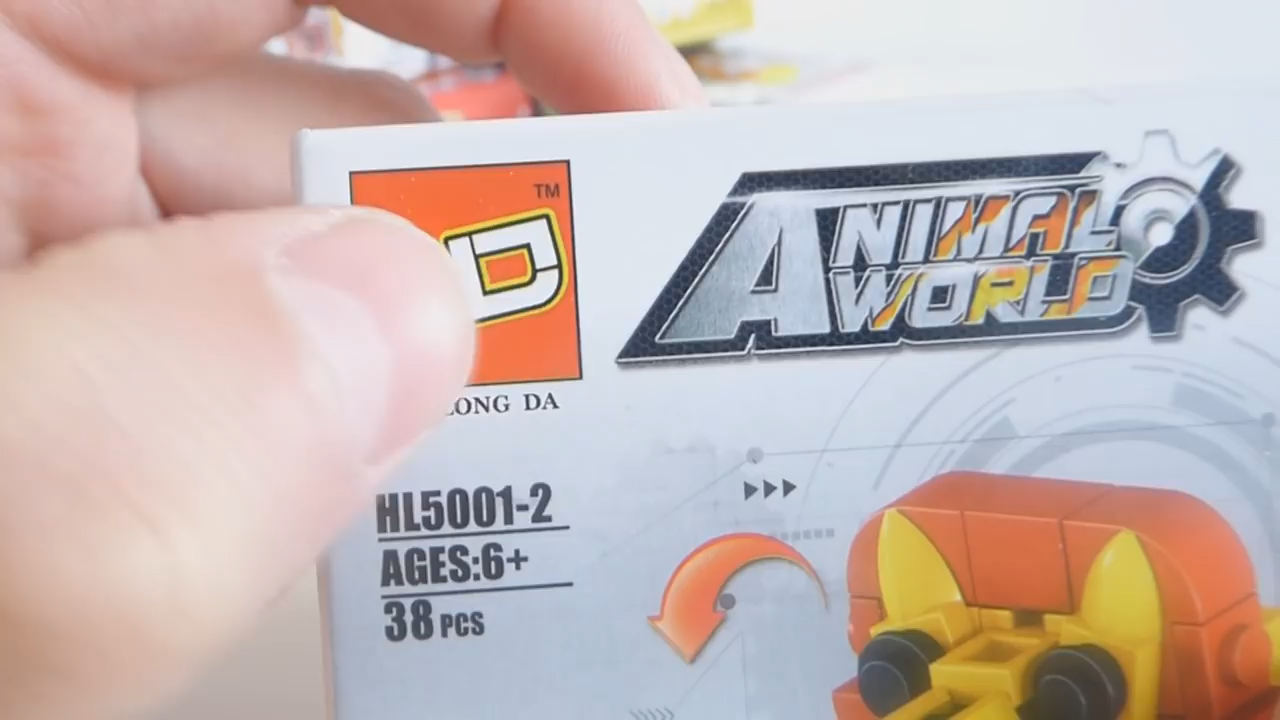 TM
D
ANIMAL
WORLD
LONG DA
HL5001-2
AGES:6+
38 PCS